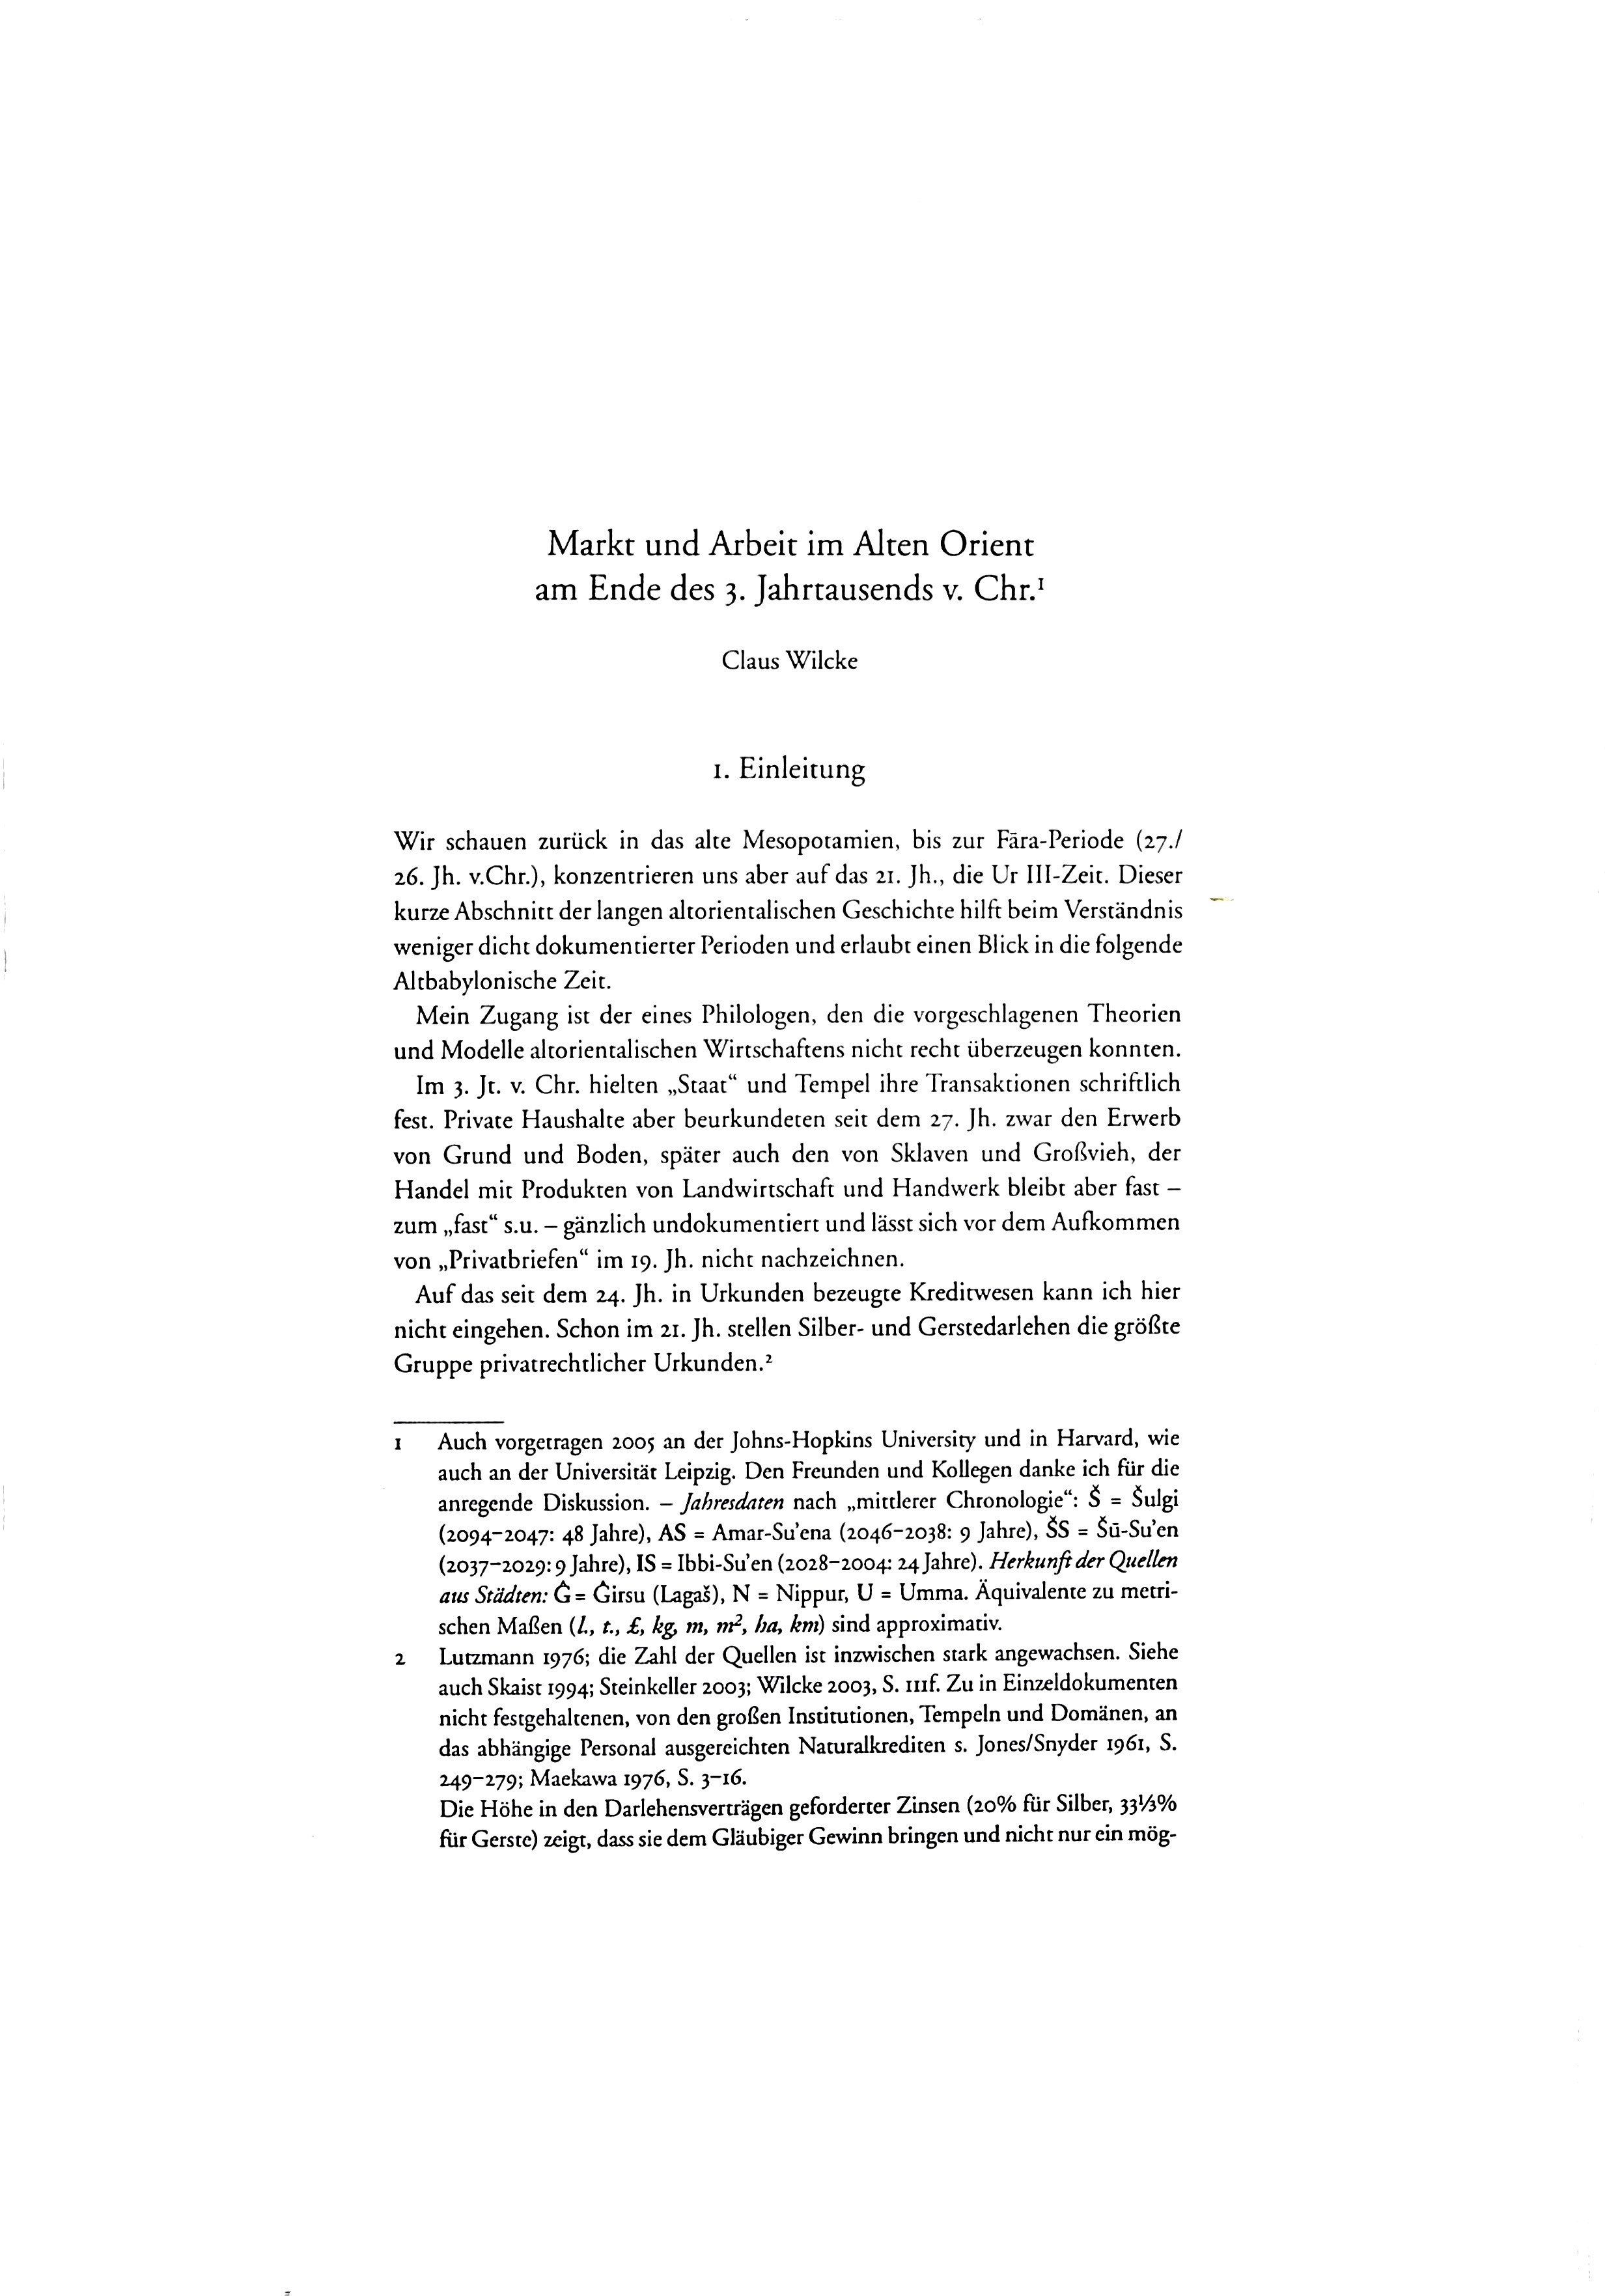 Markt und Arbeit im Alten Orient
am Ende des 3. Jahrtausends v. Chr.¹
Claus Wilcke
1. Einleitung
Wir schauen zurück in das alte Mesopotamien, bis zur Fāra-Periode (27./
26. Jh. v.Chr.), konzentrieren uns aber auf das 21. Jh., die Ur III-Zeit. Dieser
kurze Abschnitt der langen altorientalischen Geschichte hilft beim Verständnis
weniger dicht dokumentierter Perioden und erlaubt einen Blick in die folgende
Altbabylonische Zeit.
Mein Zugang ist der eines Philologen, den die vorgeschlagenen Theorien
und Modelle altorientalischen Wirtschaftens nicht recht überzeugen konnten.
Im 3. Jt. v. Chr. hielten „Staat“ und Tempel ihre Transaktionen schriftlich
fest. Private Haushalte aber beurkundeten seit dem 27. Jh. zwar den Erwerb
von Grund und Boden, später auch den von Sklaven und Großvieh, der
Handel mit Produkten von Landwirtschaft und Handwerk bleibt aber fast –
zum „fast“ s.u. – gänzlich undokumentiert und lässt sich vor dem Aufkommen
von „Privatbriefen“ im 19. Jh. nicht nachzeichnen.
Auf das seit dem 24. Jh. in Urkunden bezeugte Kreditwesen kann ich hier
nicht eingehen. Schon im 21. Jh. stellen Silber- und Gerstedarlehen die größte
Gruppe privatrechtlicher Urkunden.²
1 Auch vorgetragen 2005 an der Johns-Hopkins University und in Harvard, wie
auch an der Universität Leipzig. Den Freunden und Kollegen danke ich für die
anregende Diskussion. – Jahresdaten nach „mittlerer Chronologie“: Š = Šulgi
(2094–2047: 48 Jahre), AS = Amar-Su'ena (2046–2038: 9 Jahre), ŠS = Šū-Su'en
(2037–2029: 9 Jahre), IS = Ibbi-Su'en (2028–2004: 24 Jahre). Herkunft der Quellen
aus Städten: Ĝ = Ĝirsu (Lagaš), N = Nippur, U = Umma. Äquivalente zu metri-
schen Maßen (l., t., £, kg, m, m², ha, km) sind approximativ.
2 Lutzmann 1976; die Zahl der Quellen ist inzwischen stark angewachsen. Siehe
auch Skaist 1994; Steinkeller 2003; Wilcke 2003, S. 111f. Zu in Einzeldokumenten
nicht festgehaltenen, von den großen Institutionen, Tempeln und Domänen, an
das abhängige Personal ausgereichten Naturalkrediten s. Jones/Snyder 1961, S.
249–279; Maekawa 1976, S. 3–16.
Die Höhe in den Darlehensverträgen geforderter Zinsen (20% für Silber, 33⅓%
für Gerste) zeigt, dass sie dem Gläubiger Gewinn bringen und nicht nur ein mög-